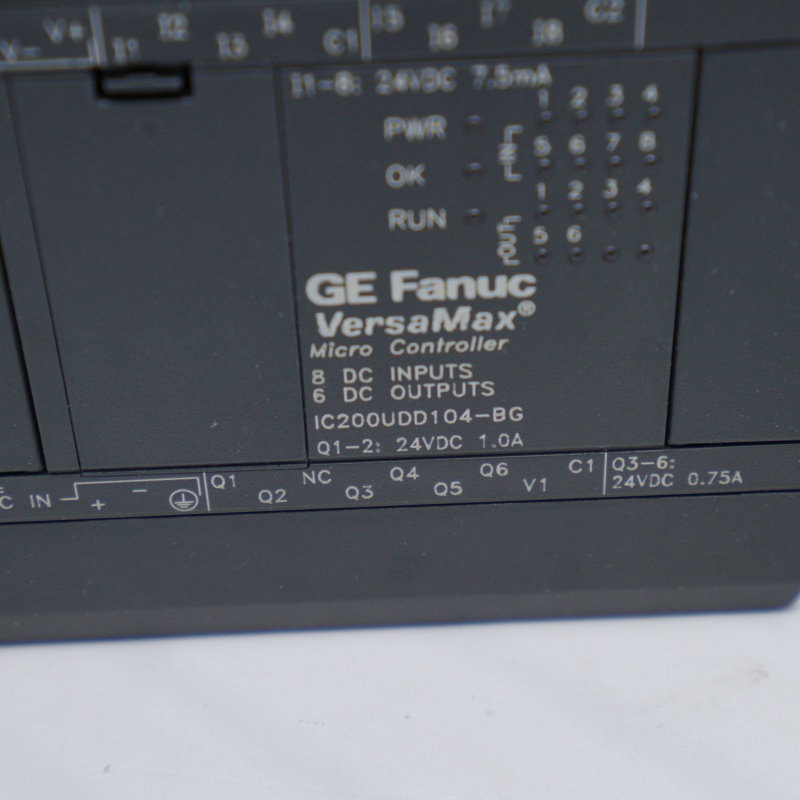 V- V+ I1 I2 I3 I4 C1 I5 I6 I7 I8 C2
I1-8: 24VDC 7.5mA
1 2 3 4
PWR
5 6 7 8
OK
1 2 3 4
RUN
5 6
GE Fanuc
VersaMax®
Micro Controller
8 DC INPUTS
6 DC OUTPUTS
IC200UDD104-BG
Q1-2: 24VDC 1.0A
C IN + - Q1 Q2 NC Q3 Q4 Q5 Q6 V1 C1 Q3-6:
24VDC 0.75A